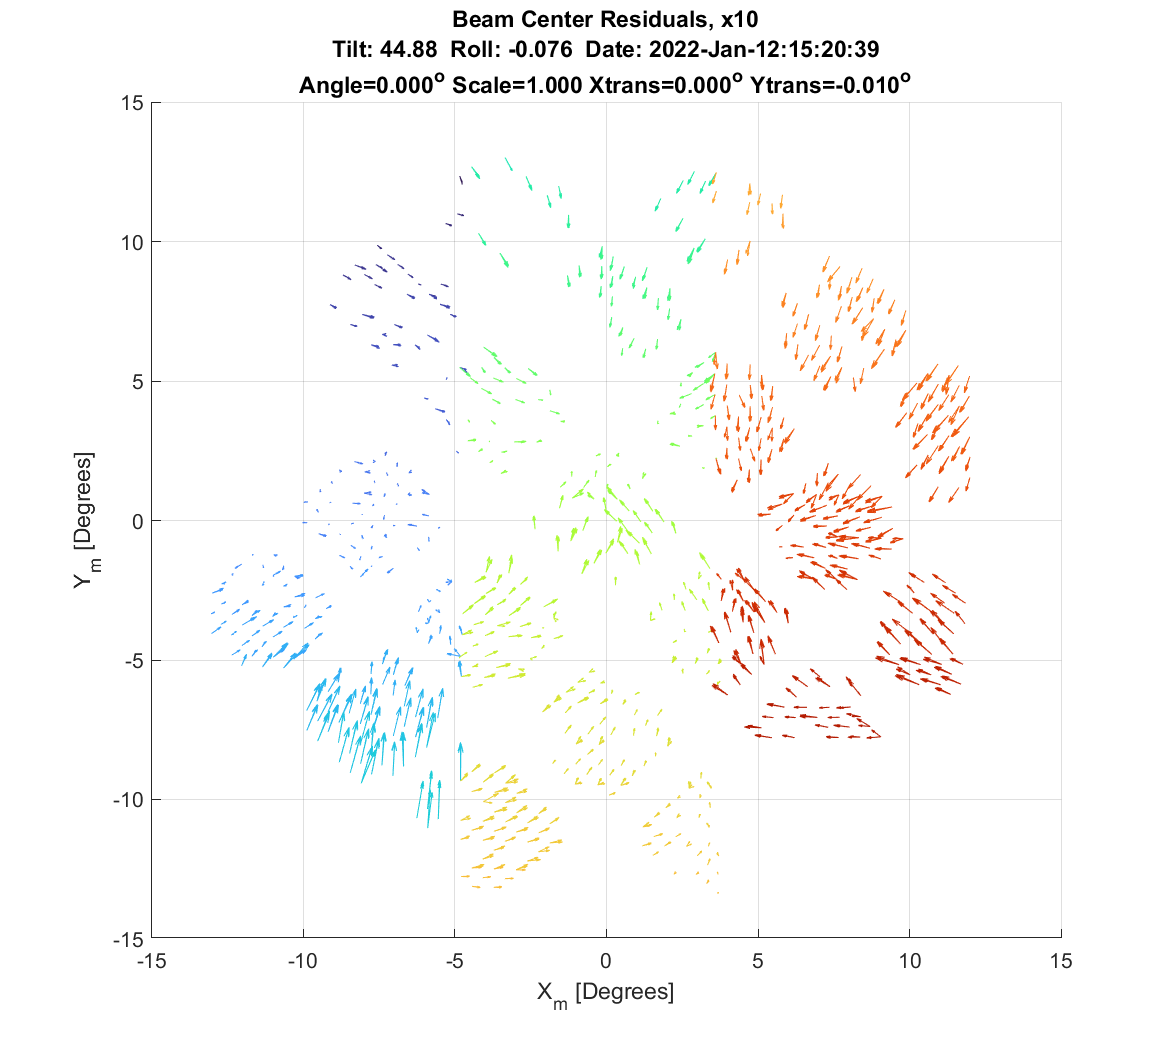 Beam Center Residuals, x10
Tilt: 44.88 Roll: -0.076 Date: 2022-Jan-12:15:20:39
Angle=0.000° Scale=1.000 Xtrans=0.000° Ytrans=-0.010°
15
10
5
0
-5
-10
-15
Y_m [Degrees]
-15 -10 -5 0 5 10 15
X_m [Degrees]